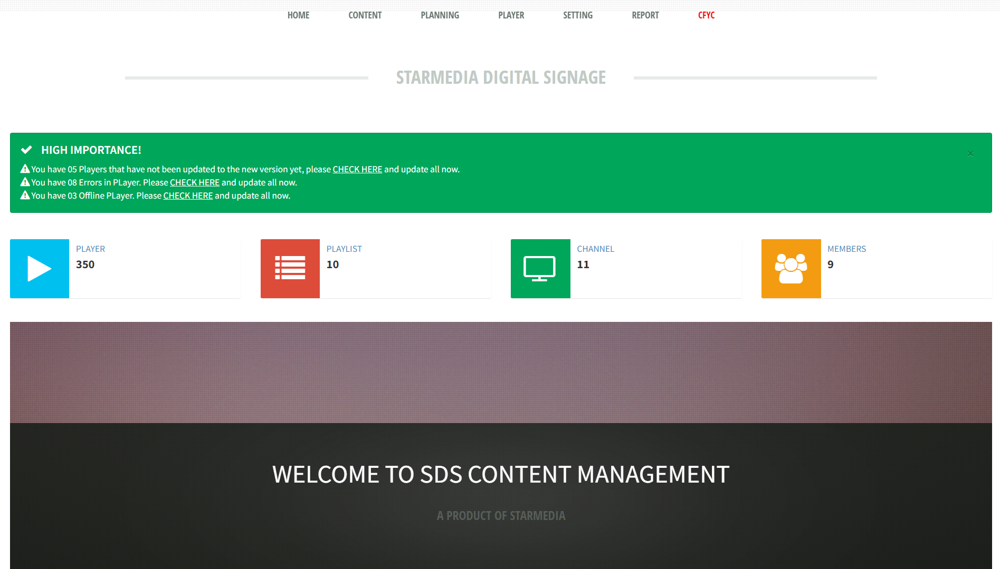 HOME CONTENT PLANNING PLAYER SETTING REPORT CFYC
STARMEDIA DIGITAL SIGNAGE
HIGH IMPORTANCE!
×
You have 05 Players that have not been updated to the new version yet, please CHECK HERE and update all now.
You have 08 Errors in PLayer. Please CHECK HERE and update all now.
You have 03 Offline PLayer. Please CHECK HERE and update all now.
PLAYER
350
PLAYLIST
10
CHANNEL
11
MEMBERS
9
WELCOME TO SDS CONTENT MANAGEMENT
A PRODUCT OF STARMEDIA